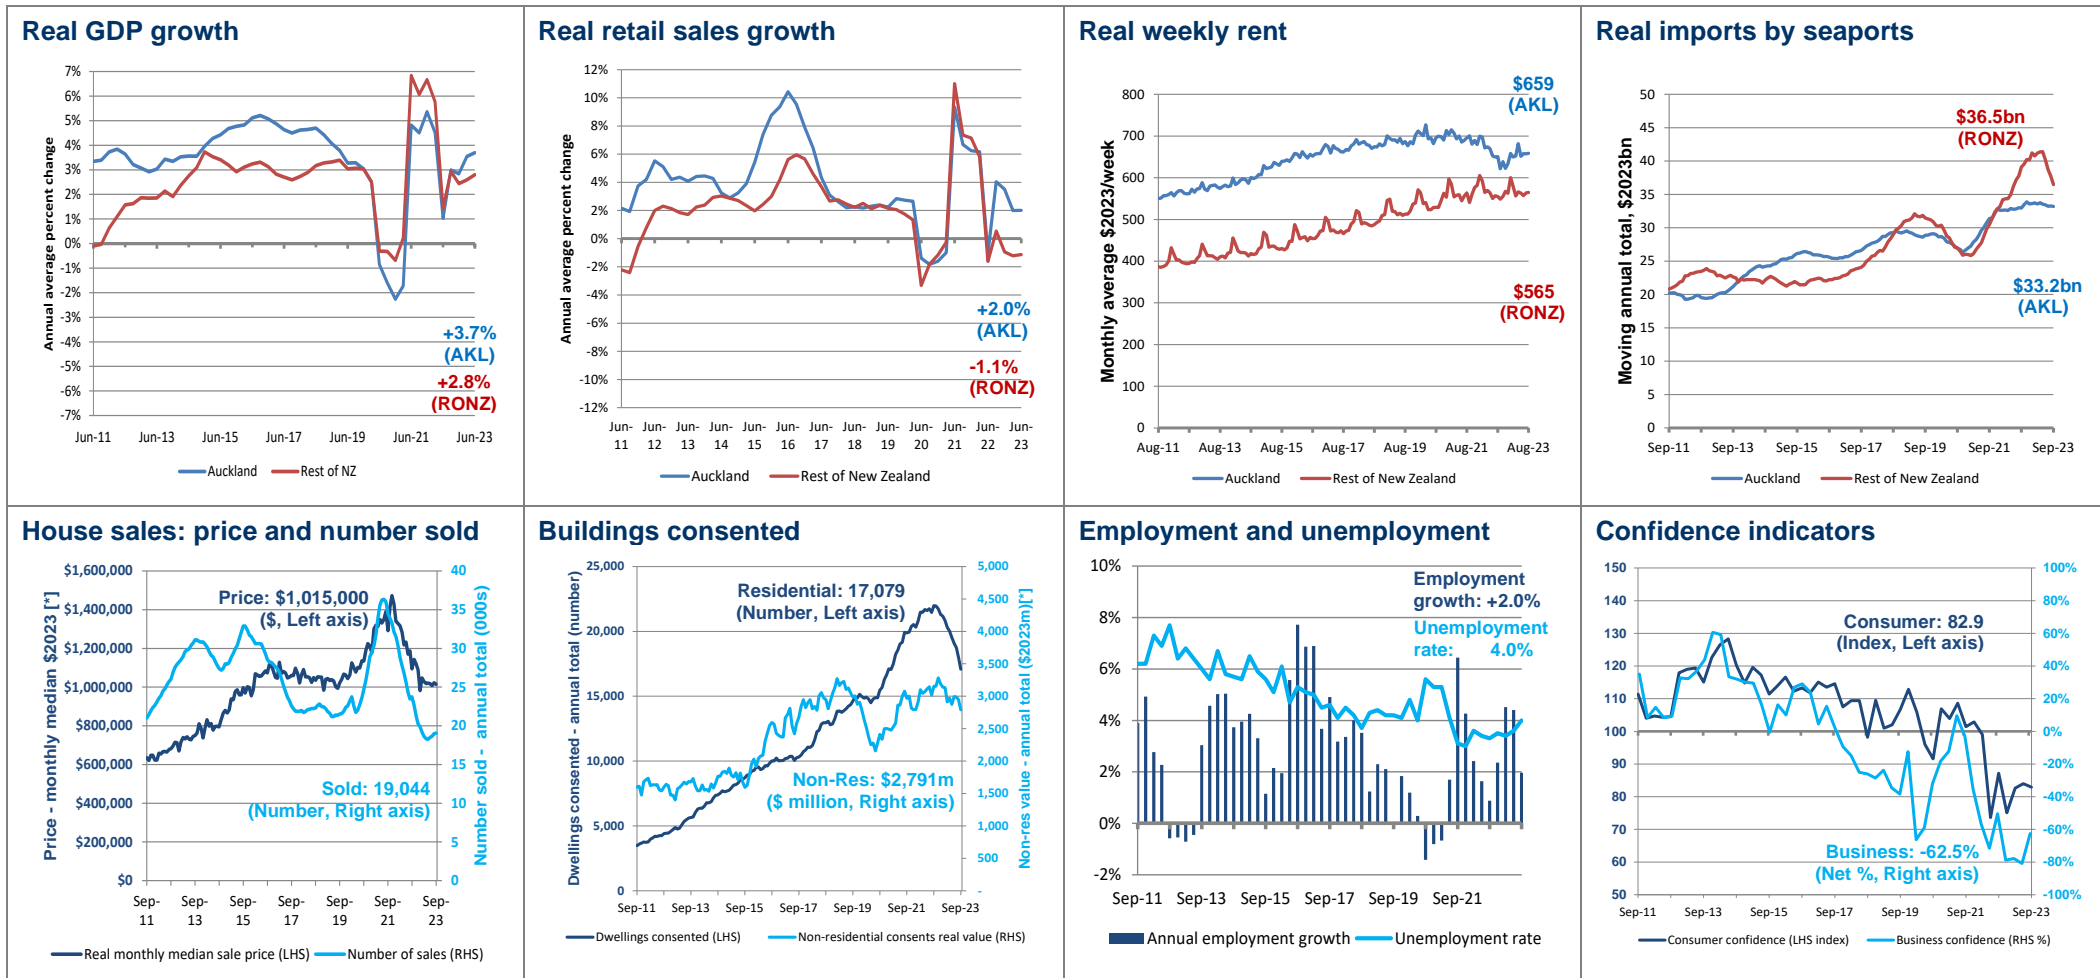 Real GDP growth
Annual average percent change
7%
6%
5%
4%
3%
2%
1%
0%
-1%
-2%
-3%
-4%
-5%
-6%
-7%
+3.7%
(AKL)
+2.8%
(RONZ)
Jun-11 Jun-13 Jun-15 Jun-17 Jun-19 Jun-21 Jun-23
Auckland Rest of NZ
Real retail sales growth
Annual average percent change
12%
10%
8%
6%
4%
2%
0%
-2%
-4%
-6%
-8%
-10%
-12%
+2.0%
(AKL)
-1.1%
(RONZ)
Jun- Jun- Jun- Jun- Jun- Jun- Jun- Jun- Jun- Jun- Jun- Jun- Jun-
11 12 13 14 15 16 17 18 19 20 21 22 23
Auckland Rest of New Zealand
Real weekly rent
Monthly average $2023/week
800
700
600
500
400
300
200
100
0
$659
(AKL)
$565
(RONZ)
Aug-11 Aug-13 Aug-15 Aug-17 Aug-19 Aug-21 Aug-23
Auckland Rest of New Zealand
Real imports by seaports
Moving annual total, $2023bn
50
45
40
35
30
25
20
15
10
5
0
$36.5bn
(RONZ)
$33.2bn
(AKL)
Sep-11 Sep-13 Sep-15 Sep-17 Sep-19 Sep-21 Sep-23
Auckland Rest of New Zealand
House sales: price and number sold
Price - monthly median $2023 [*]
$1,600,000
$1,400,000
$1,200,000
$1,000,000
$800,000
$600,000
$400,000
$200,000
$0
Price: $1,015,000
($, Left axis)
Sold: 19,044
(Number, Right axis)
40
35
30
25
20
15
10
5
0
Number sold - annual total (000s)
Sep- Sep- Sep- Sep- Sep- Sep- Sep-
11 13 15 17 19 21 23
Real monthly median sale price (LHS) Number of sales (RHS)
Buildings consented
Dwellings consented - annual total (number)
25,000
20,000
15,000
10,000
5,000
0
Residential: 17,079
(Number, Left axis)
Non-Res: $2,791m
($ million, Right axis)
5,000
4,500
4,000
3,500
3,000
2,500
2,000
1,500
1,000
500
-
Non-res value - annual total ($2023m)[*]
Sep-11 Sep-13 Sep-15 Sep-17 Sep-19 Sep-21 Sep-23
Dwellings consented (LHS) Non-residential consents real value (RHS)
Employment and unemployment
10%
8%
6%
4%
2%
0%
-2%
Employment
growth: +2.0%
Unemployment
rate: 4.0%
Sep-11 Sep-13 Sep-15 Sep-17 Sep-19 Sep-21
Annual employment growth Unemployment rate
Confidence indicators
150
140
130
120
110
100
90
80
70
60
50
Consumer: 82.9
(Index, Left axis)
Business: -62.5%
(Net %, Right axis)
100%
80%
60%
40%
20%
0%
-20%
-40%
-60%
-80%
-100%
Sep-11 Sep-13 Sep-15 Sep-17 Sep-19 Sep-21 Sep-23
Consumer confidence (LHS index) Business confidence (RHS %)